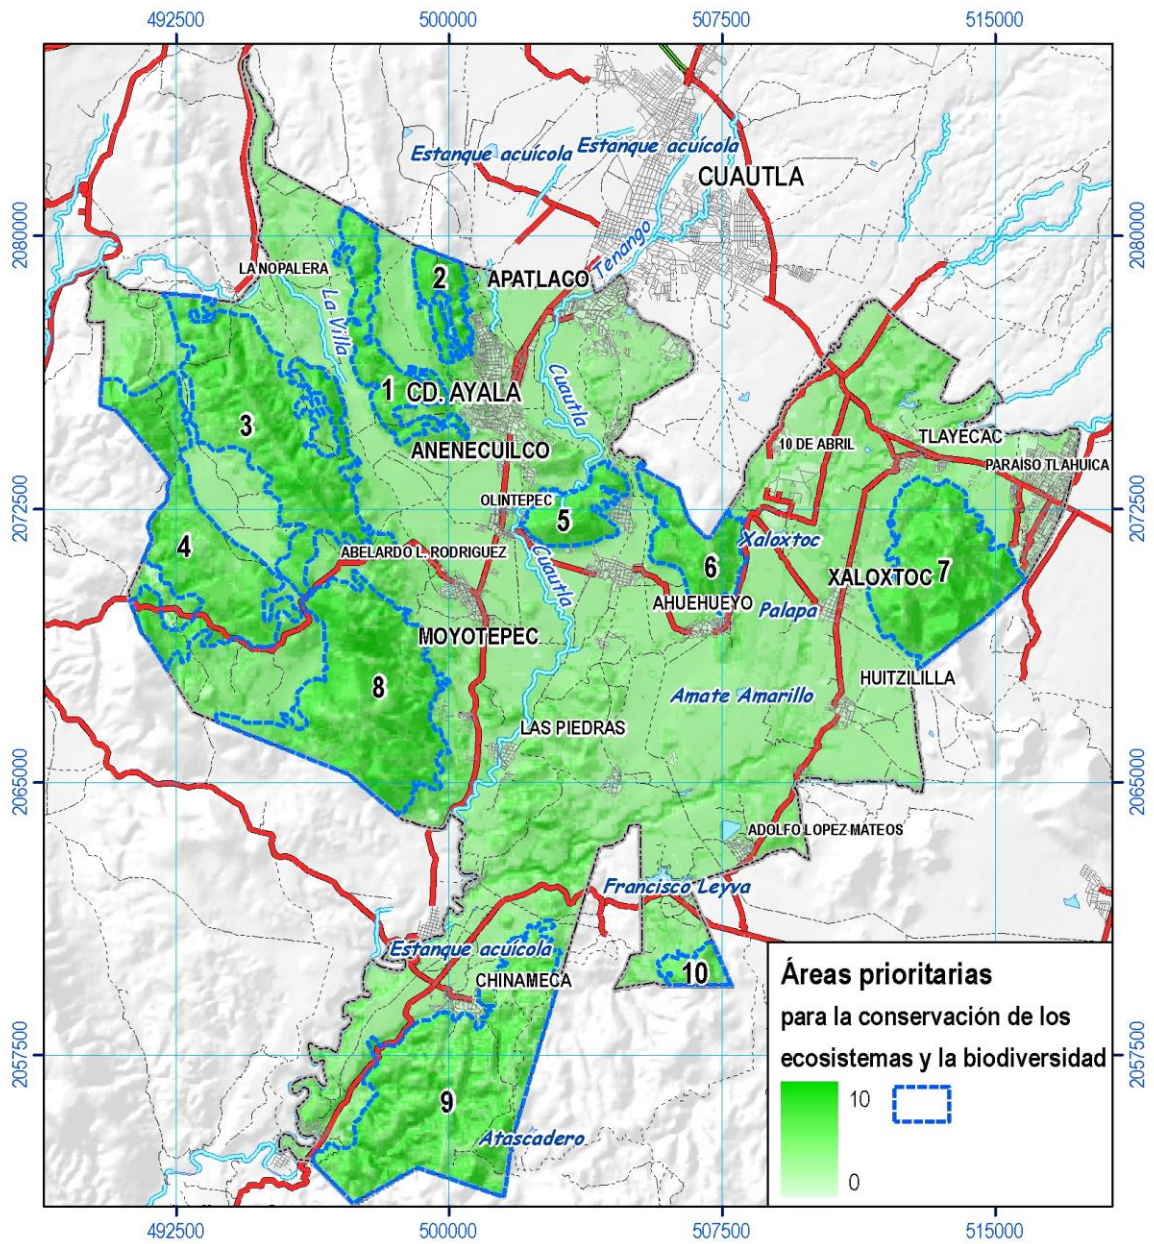 492500
500000
507500
515000
Estanque acuícola
Estanque acuícola
CUAUTLA
2080000
2080000
Tenango
LA NOPALERA
2
APATLACO
La Villa
1
CD. AYALA
Cuautla
3
ANENECUILCO
10 DE ABRIL
TLAYECAC
PARAISO TLAHUICA
2072500
2072500
OLINTEPEC
5
4
ABELARDO L. RODRIGUEZ
Cuautla
Xaloxtoc
6
XALOXTOC
7
AHUEHUEYO
Palapa
MOYOTEPEC
8
HUITZILILLA
Amate Amarillo
LAS PIEDRAS
2065000
2065000
ADOLFO LOPEZ MATEOS
Francisco Leyva
Estanque acuícola
CHINAMECA
10
2057500
2057500
9
Atascadero
Áreas prioritarias
para la conservación de los
ecosistemas y la biodiversidad
10
0
492500
500000
507500
515000